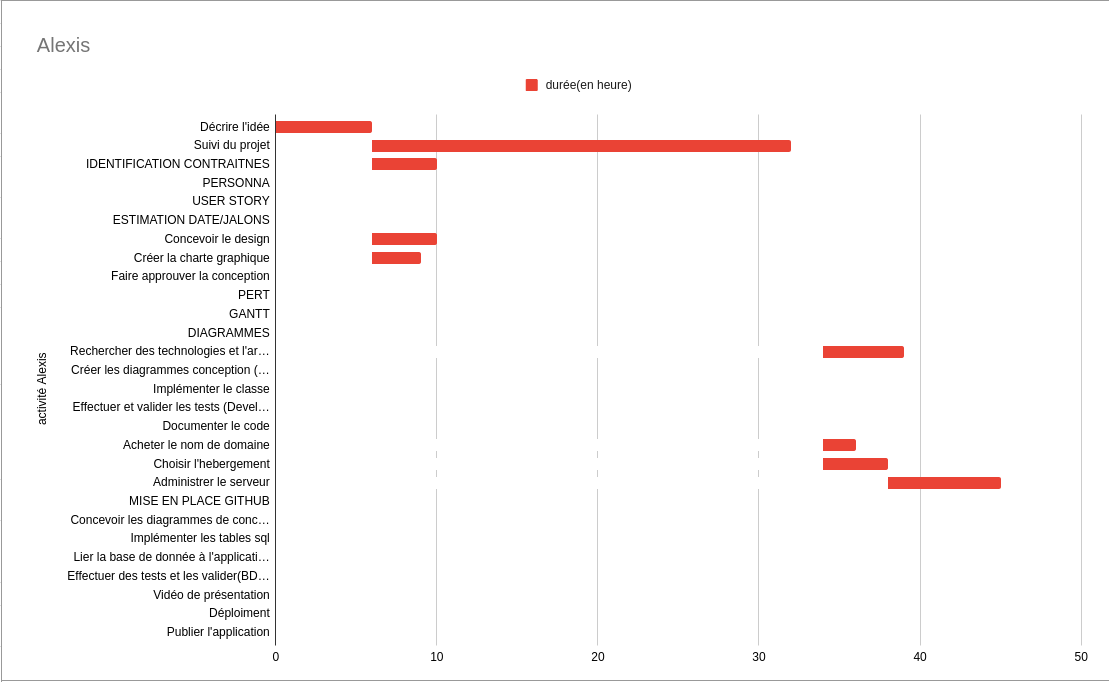 Alexis
durée(en heure)
Décrire l'idée
Suivi du projet
IDENTIFICATION CONTRAITNES
PERSONNA
USER STORY
ESTIMATION DATE/JALONS
Concevoir le design
Créer la charte graphique
Faire approuver la conception
PERT
GANTT
DIAGRAMMES
Rechercher des technologies et l'ar…
Créer les diagrammes conception (…
Implémenter le classe
Effectuer et valider les tests (Devel…
Documenter le code
Acheter le nom de domaine
Choisir l'hebergement
Administrer le serveur
MISE EN PLACE GITHUB
Concevoir les diagrammes de conc…
Implémenter les tables sql
Lier la base de donnée à l'applicati…
Effectuer des tests et les valider(BD…
Vidéo de présentation
Déploiment
Publier l'application
activité Alexis
0 10 20 30 40 50